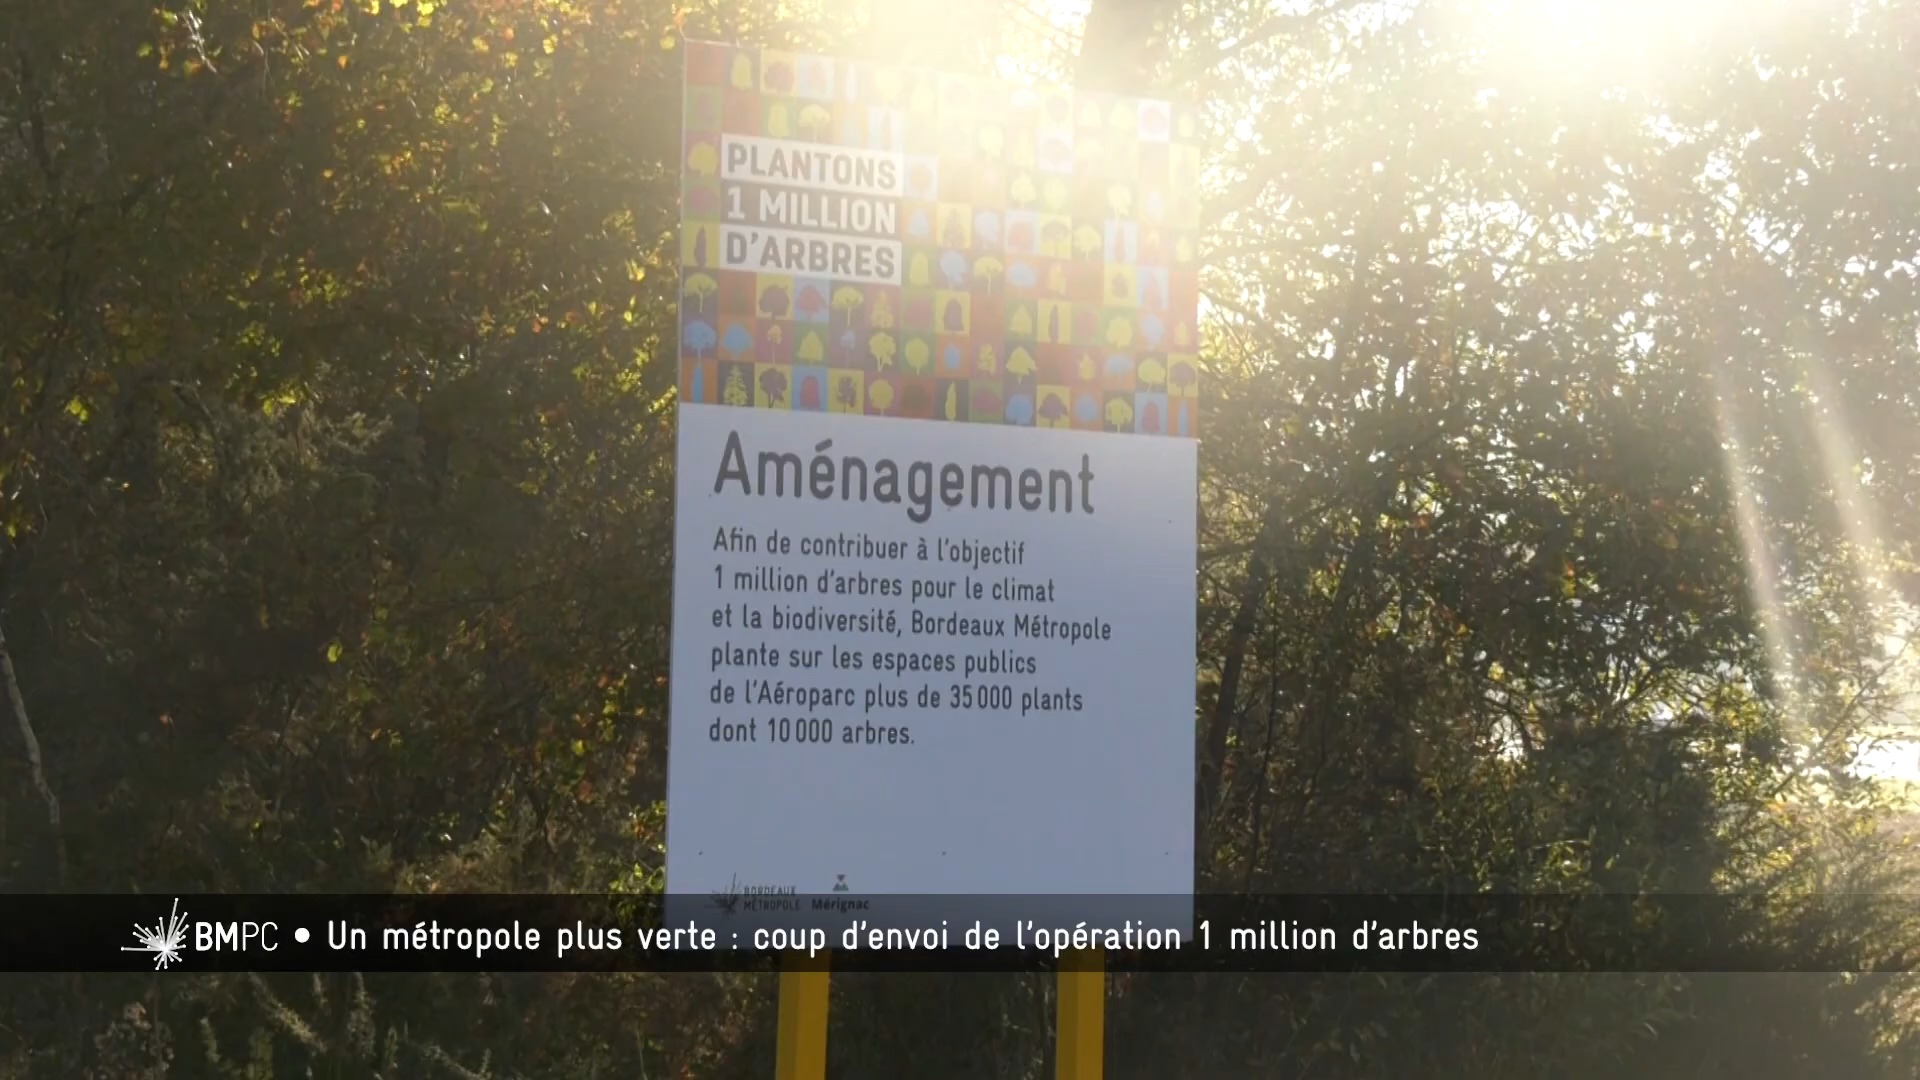 PLANTONS
1 MILLION
D'ARBRES
Aménagement
Afin de contribuer à l'objectif
1 million d'arbres pour le climat
et la biodiversité, Bordeaux Métropole
plante sur les espaces publics
de l'Aéroparc plus de 35 000 plants
dont 10 000 arbres.
BORDEAUX
MÉTROPOLE
Mérignac
BMPC • Un métropole plus verte : coup d'envoi de l'opération 1 million d'arbres